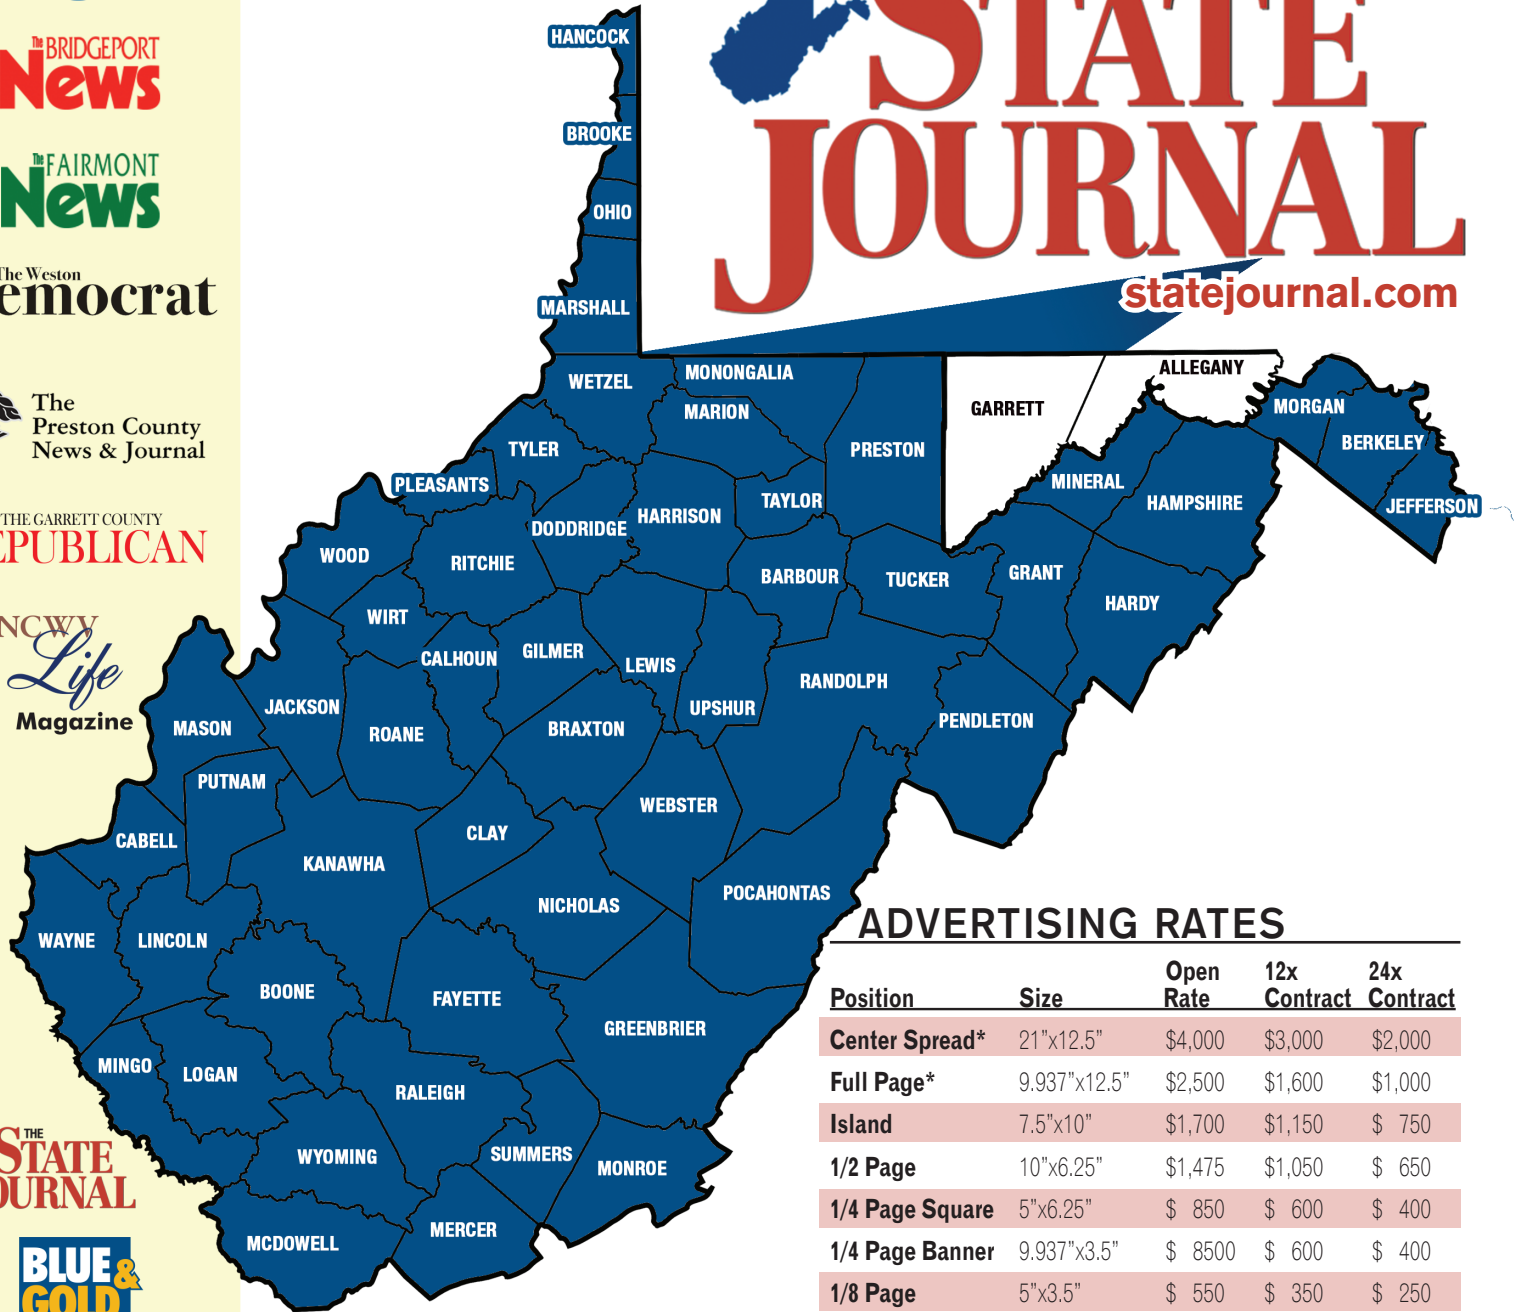 The BRIDGEPORT
News
The FAIRMONT
News
The Weston
emocrat
The
Preston County
News & Journal
THE GARRETT COUNTY
EPUBLICAN
NCWV
Life
Magazine
THE
STATE
OURNAL
BLUE &
GOLD
STATE
JOURNAL
statejournal.com
HANCOCK
BROOKE
OHIO
MARSHALL
WETZEL
MONONGALIA
MARION
GARRETT
ALLEGANY
MORGAN
BERKELEY
JEFFERSON
TYLER
PRESTON
MINERAL
HAMPSHIRE
PLEASANTS
DODDRIDGE
HARRISON
TAYLOR
WOOD
RITCHIE
BARBOUR
TUCKER
GRANT
HARDY
WIRT
CALHOUN
GILMER
LEWIS
UPSHUR
RANDOLPH
PENDLETON
MASON
JACKSON
ROANE
BRAXTON
PUTNAM
WEBSTER
CABELL
KANAWHA
CLAY
NICHOLAS
POCAHONTAS
WAYNE
LINCOLN
BOONE
FAYETTE
GREENBRIER
MINGO
LOGAN
RALEIGH
WYOMING
SUMMERS
MONROE
MCDOWELL
MERCER
ADVERTISING RATES
Position Size Open Rate 12x Contract 24x Contract
Center Spread* 21”x12.5” $4,000 $3,000 $2,000
Full Page* 9.937”x12.5” $2,500 $1,600 $1,000
Island 7.5”x10” $1,700 $1,150 $ 750
1/2 Page 10”x6.25” $1,475 $1,050 $ 650
1/4 Page Square 5”x6.25” $ 850 $ 600 $ 400
1/4 Page Banner 9.937”x3.5” $ 8500 $ 600 $ 400
1/8 Page 5”x3.5” $ 550 $ 350 $ 250